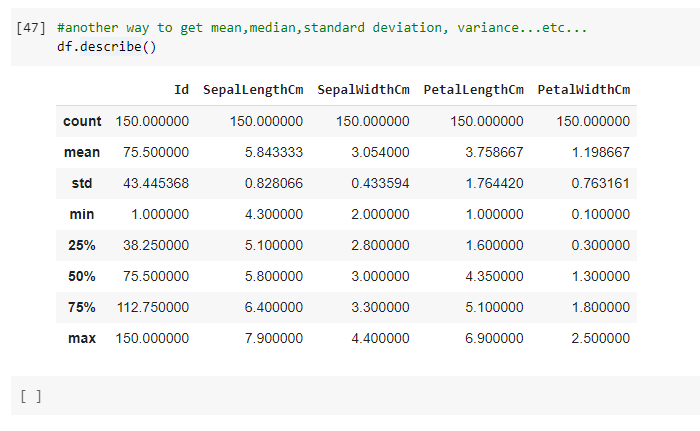 [47] #another way to get mean,median,standard deviation, variance...etc...
df.describe()
Id SepalLengthCm SepalWidthCm PetalLengthCm PetalWidthCm
count 150.000000 150.000000 150.000000 150.000000 150.000000
mean 75.500000 5.843333 3.054000 3.758667 1.198667
std 43.445368 0.828066 0.433594 1.764420 0.763161
min 1.000000 4.300000 2.000000 1.000000 0.100000
25% 38.250000 5.100000 2.800000 1.600000 0.300000
50% 75.500000 5.800000 3.000000 4.350000 1.300000
75% 112.750000 6.400000 3.300000 5.100000 1.800000
max 150.000000 7.900000 4.400000 6.900000 2.500000
[ ]